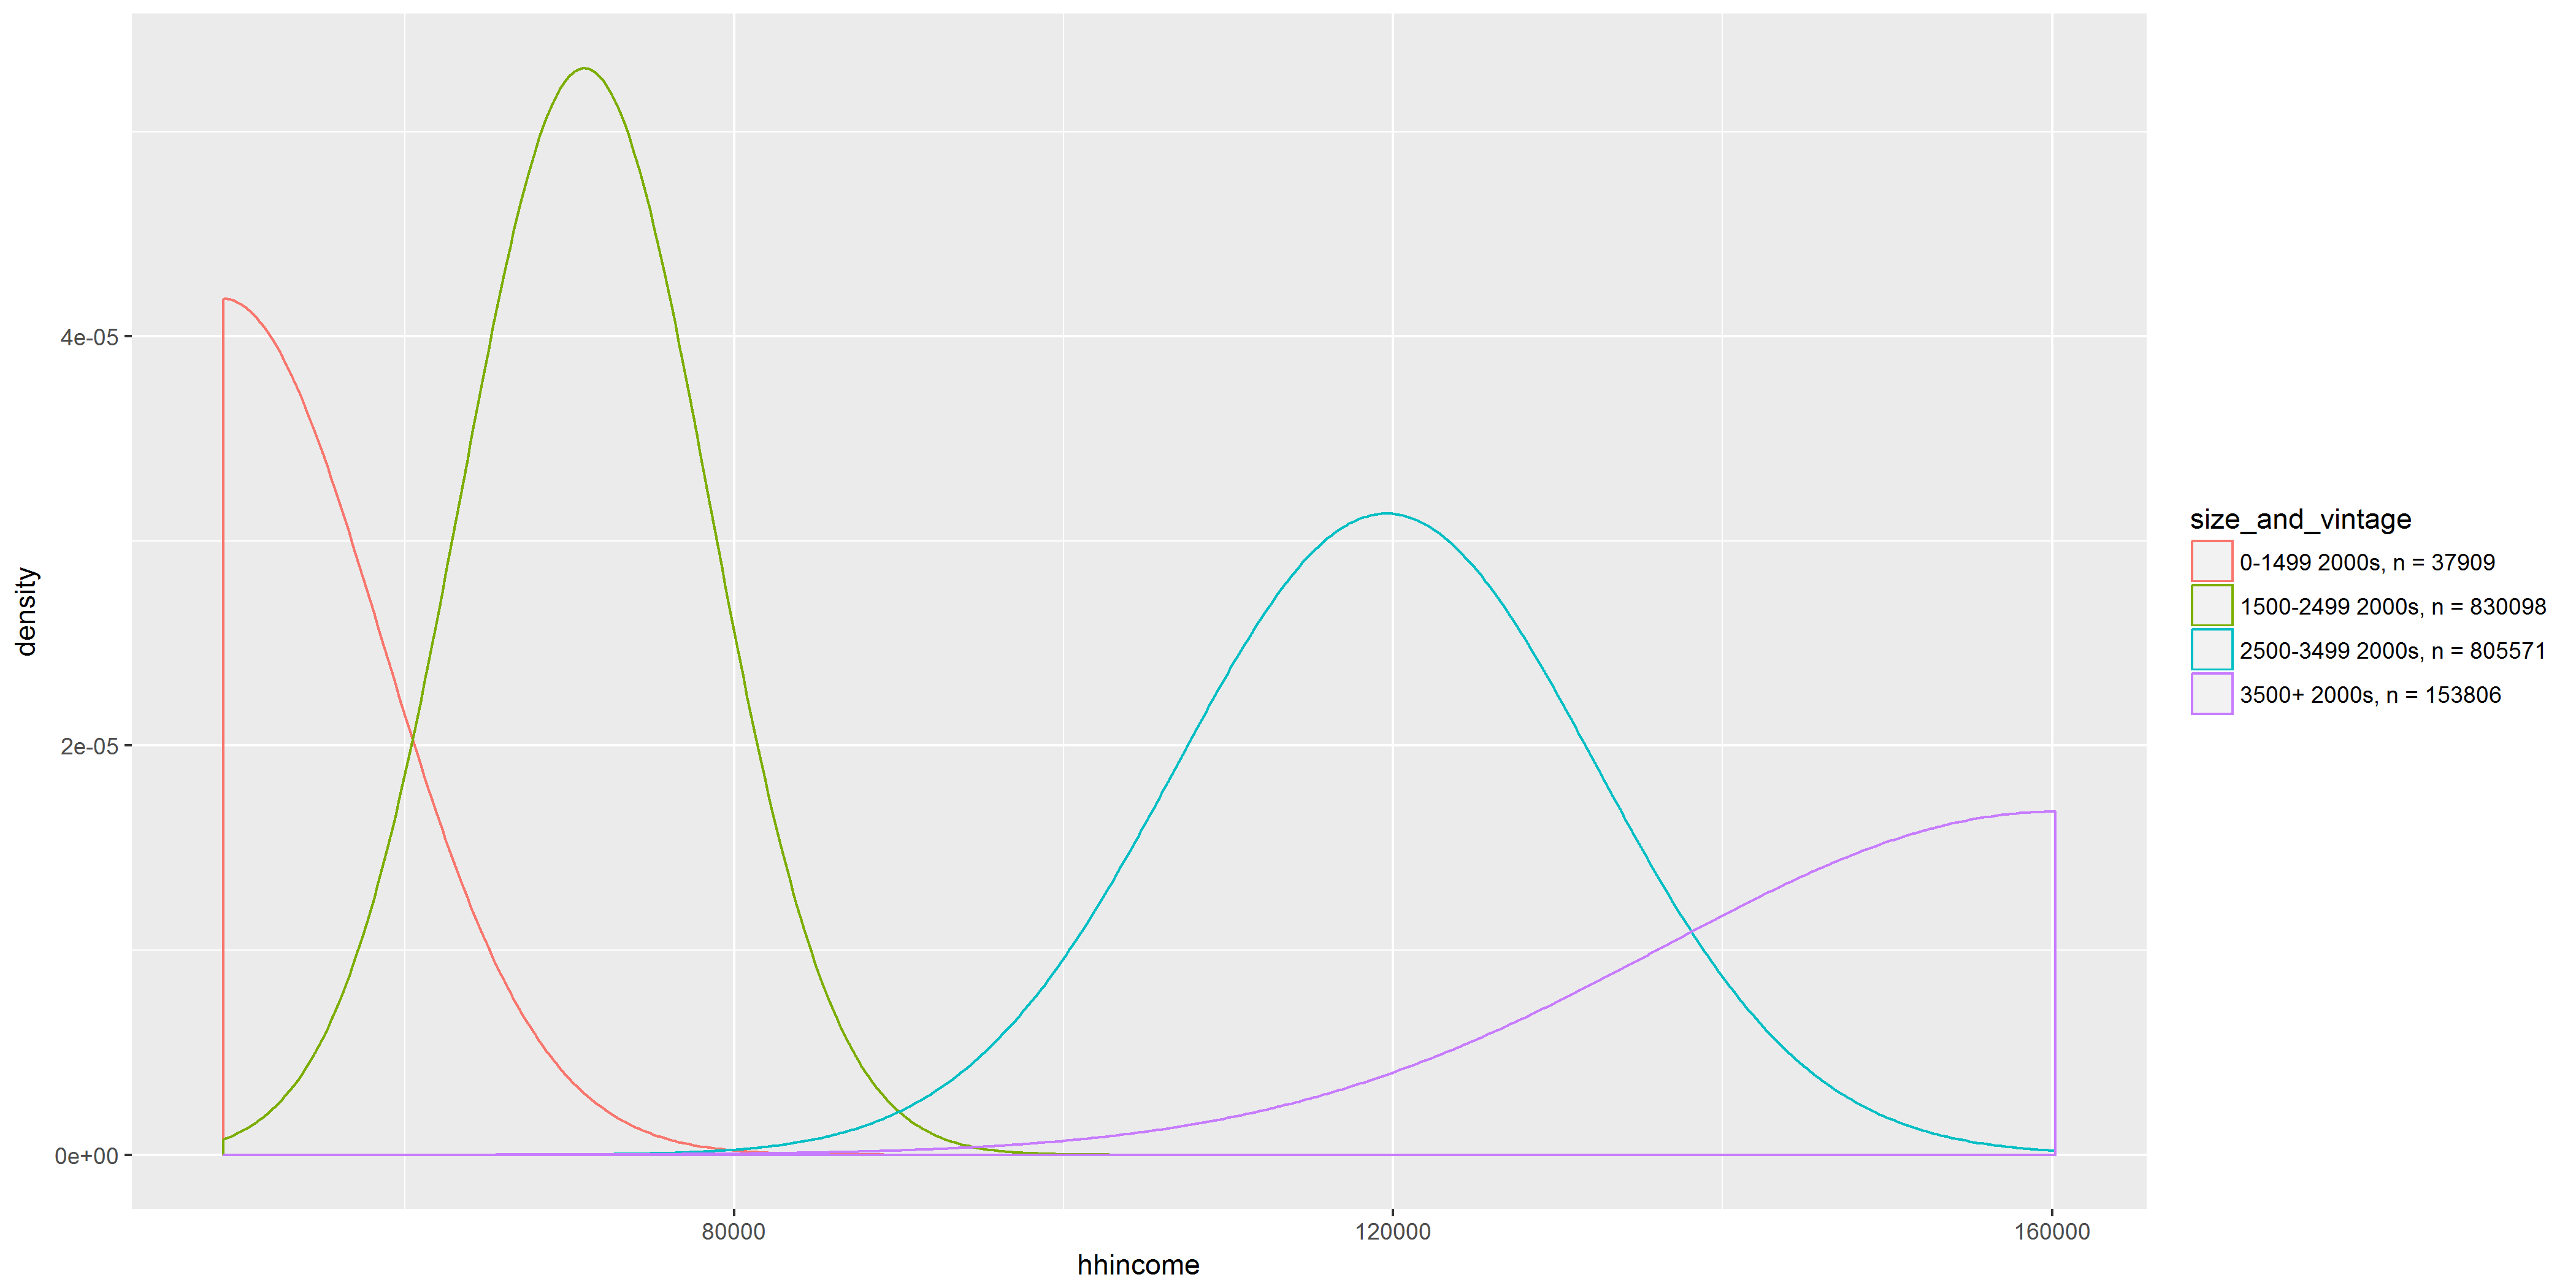 density
4e-05
2e-05
0e+00
80000
120000
160000
hhincome
size_and_vintage
0-1499 2000s, n = 37909
1500-2499 2000s, n = 830098
2500-3499 2000s, n = 805571
3500+ 2000s, n = 153806